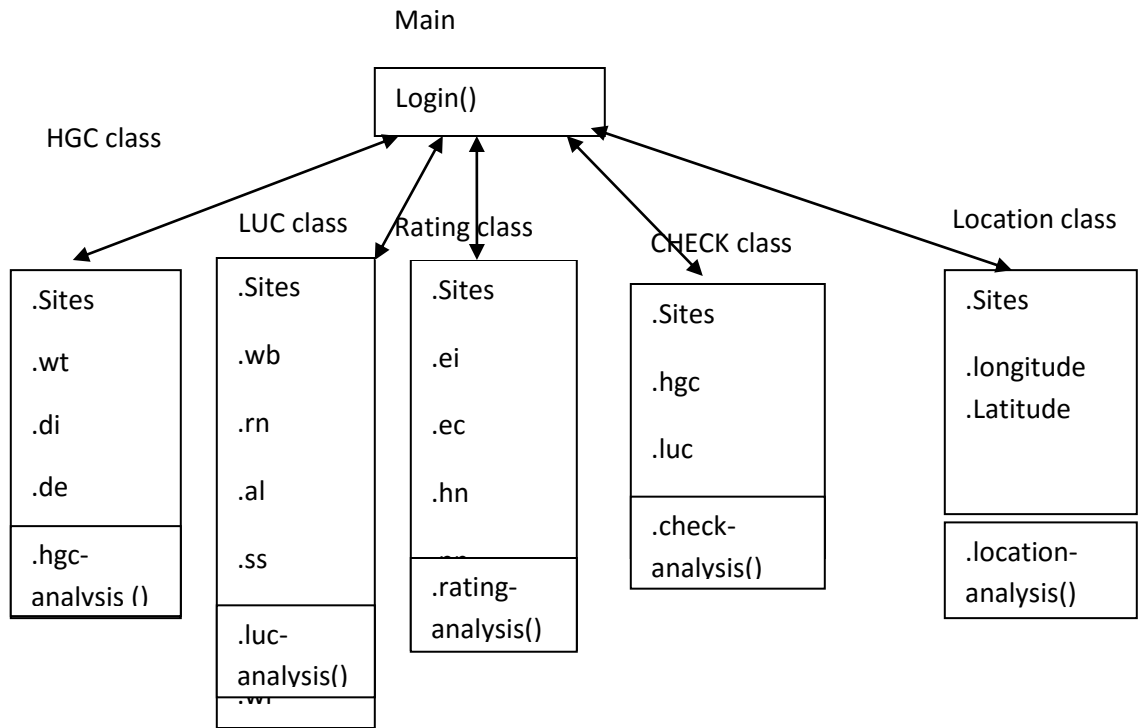 Main
Login()
HGC class
LUC class
Rating class
CHECK class
Location class
.Sites
.wt
.di
.de
.hgc-
analysis ()
.Sites
.wb
.rn
.al
.ss
.luc-
analysis()
.Sites
.ei
.ec
.hn
.rating-
analysis()
.Sites
.hgc
.luc
.check-
analysis()
.Sites
.longitude
.Latitude
.location-
analysis()